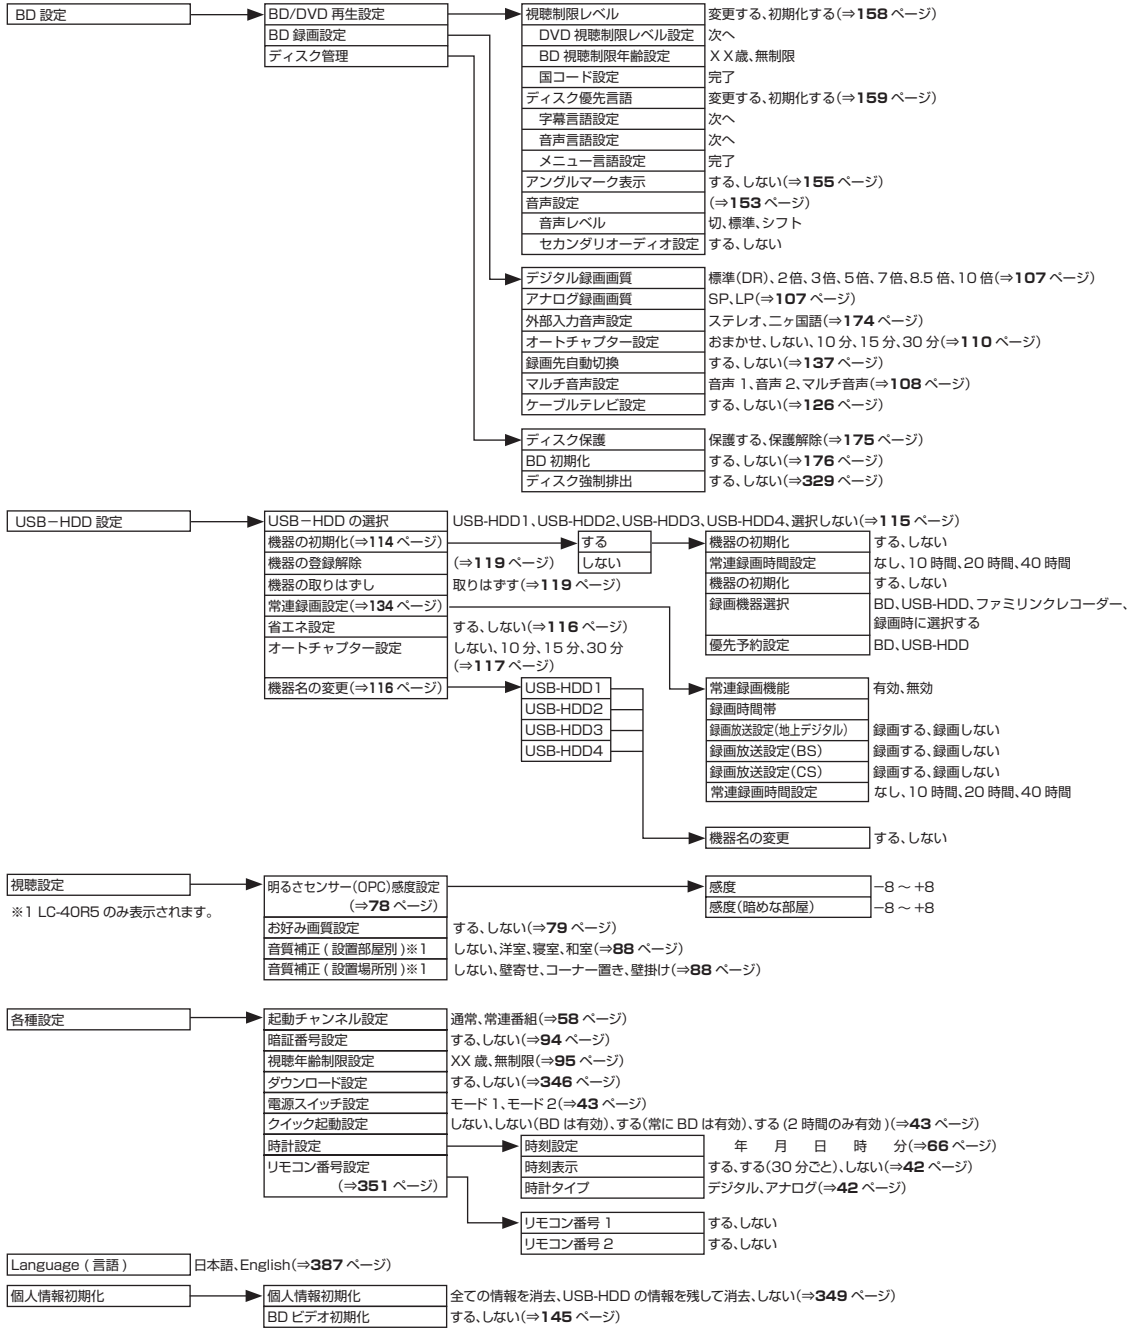 BD 設定
BD/DVD 再生設定
BD 録画設定
ディスク管理
視聴制限レベル 変更する、初期化する(⇒158 ページ)
DVD 視聴制限レベル設定 次へ
BD 視聴制限年齢設定 ＸＸ歳、無制限
国コード設定 完了
ディスク優先言語 変更する、初期化する(⇒159 ページ)
字幕言語設定 次へ
音声言語設定 次へ
メニュー言語設定 完了
アングルマーク表示 する、しない(⇒155 ページ)
音声設定 (⇒153 ページ)
音声レベル 切、標準、シフト
セカンダリオーディオ設定 する、しない
デジタル録画画質 標準(DR)、2倍、3倍、5倍、7倍、8.5倍、10倍(⇒107 ページ)
アナログ録画画質 SP、LP(⇒107 ページ)
外部入力音声設定 ステレオ、二ヶ国語(⇒174 ページ)
オートチャプター設定 おまかせ、しない、10分、15分、30分(⇒110 ページ)
録画先自動切換 する、しない(⇒137 ページ)
マルチ音声設定 音声 1、音声 2、マルチ音声(⇒108 ページ)
ケーブルテレビ設定 する、しない(⇒126 ページ)
ディスク保護 保護する、保護解除(⇒175 ページ)
BD 初期化 する、しない(⇒176 ページ)
ディスク強制排出 する、しない(⇒329 ページ)
USB－HDD 設定
USB－HDD の選択 USB-HDD1、USB-HDD2、USB-HDD3、USB-HDD4、選択しない(⇒115 ページ)
機器の初期化(⇒114 ページ)
機器の登録解除 (⇒119 ページ)
機器の取りはずし 取りはずす(⇒119 ページ)
常連録画設定(⇒134 ページ)
省エネ設定 する、しない(⇒116 ページ)
オートチャプター設定 しない、10分、15分、30分
(⇒117 ページ)
機器名の変更(⇒116 ページ)
する
しない
機器の初期化 する、しない
常連録画時間設定 なし、10 時間、20 時間、40 時間
機器の初期化 する、しない
録画機器選択 BD、USB-HDD、ファミリンクレコーダー、
録画時に選択する
優先予約設定 BD、USB-HDD
USB-HDD1
USB-HDD2
USB-HDD3
USB-HDD4
常連録画機能 有効、無効
録画時間帯
録画放送設定(地上デジタル) 録画する、録画しない
録画放送設定(BS) 録画する、録画しない
録画放送設定(CS) 録画する、録画しない
常連録画時間設定 なし、10 時間、20 時間、40 時間
機器名の変更 する、しない
視聴設定
※1 LC-40R5 のみ表示されます。
明るさセンサー(OPC)感度設定
(⇒78 ページ)
お好み画質設定 する、しない(⇒79 ページ)
音質補正 ( 設置部屋別 )※1 しない、洋室、寝室、和室(⇒88 ページ)
音質補正 ( 設置場所別 )※1 しない、壁寄せ、コーナー置き、壁掛け(⇒88 ページ)
感度 −8 ～ +8
感度(暗めな部屋) −8 ～ +8
各種設定
起動チャンネル設定 通常、常連番組(⇒58 ページ)
暗証番号設定 する、しない(⇒94 ページ)
視聴年齢制限設定 XX 歳、無制限(⇒95 ページ)
ダウンロード設定 する、しない(⇒346 ページ)
電源スイッチ設定 モード 1、モード 2(⇒43 ページ)
クイック起動設定 しない、しない(BD は有効)、する(常に BD は有効)、する (2 時間のみ有効 )(⇒43 ページ)
時計設定
リモコン番号設定
(⇒351 ページ)
時刻設定 年 月 日 時 分(⇒66 ページ)
時刻表示 する、する(30 分ごと)、しない(⇒42 ページ)
時計タイプ デジタル、アナログ(⇒42 ページ)
リモコン番号 1 する、しない
リモコン番号 2 する、しない
Language ( 言語 ) 日本語、English(⇒387 ページ)
個人情報初期化
個人情報初期化 全ての情報を消去、USB-HDD の情報を残して消去、しない(⇒349 ページ)
BD ビデオ初期化 する、しない(⇒145 ページ)